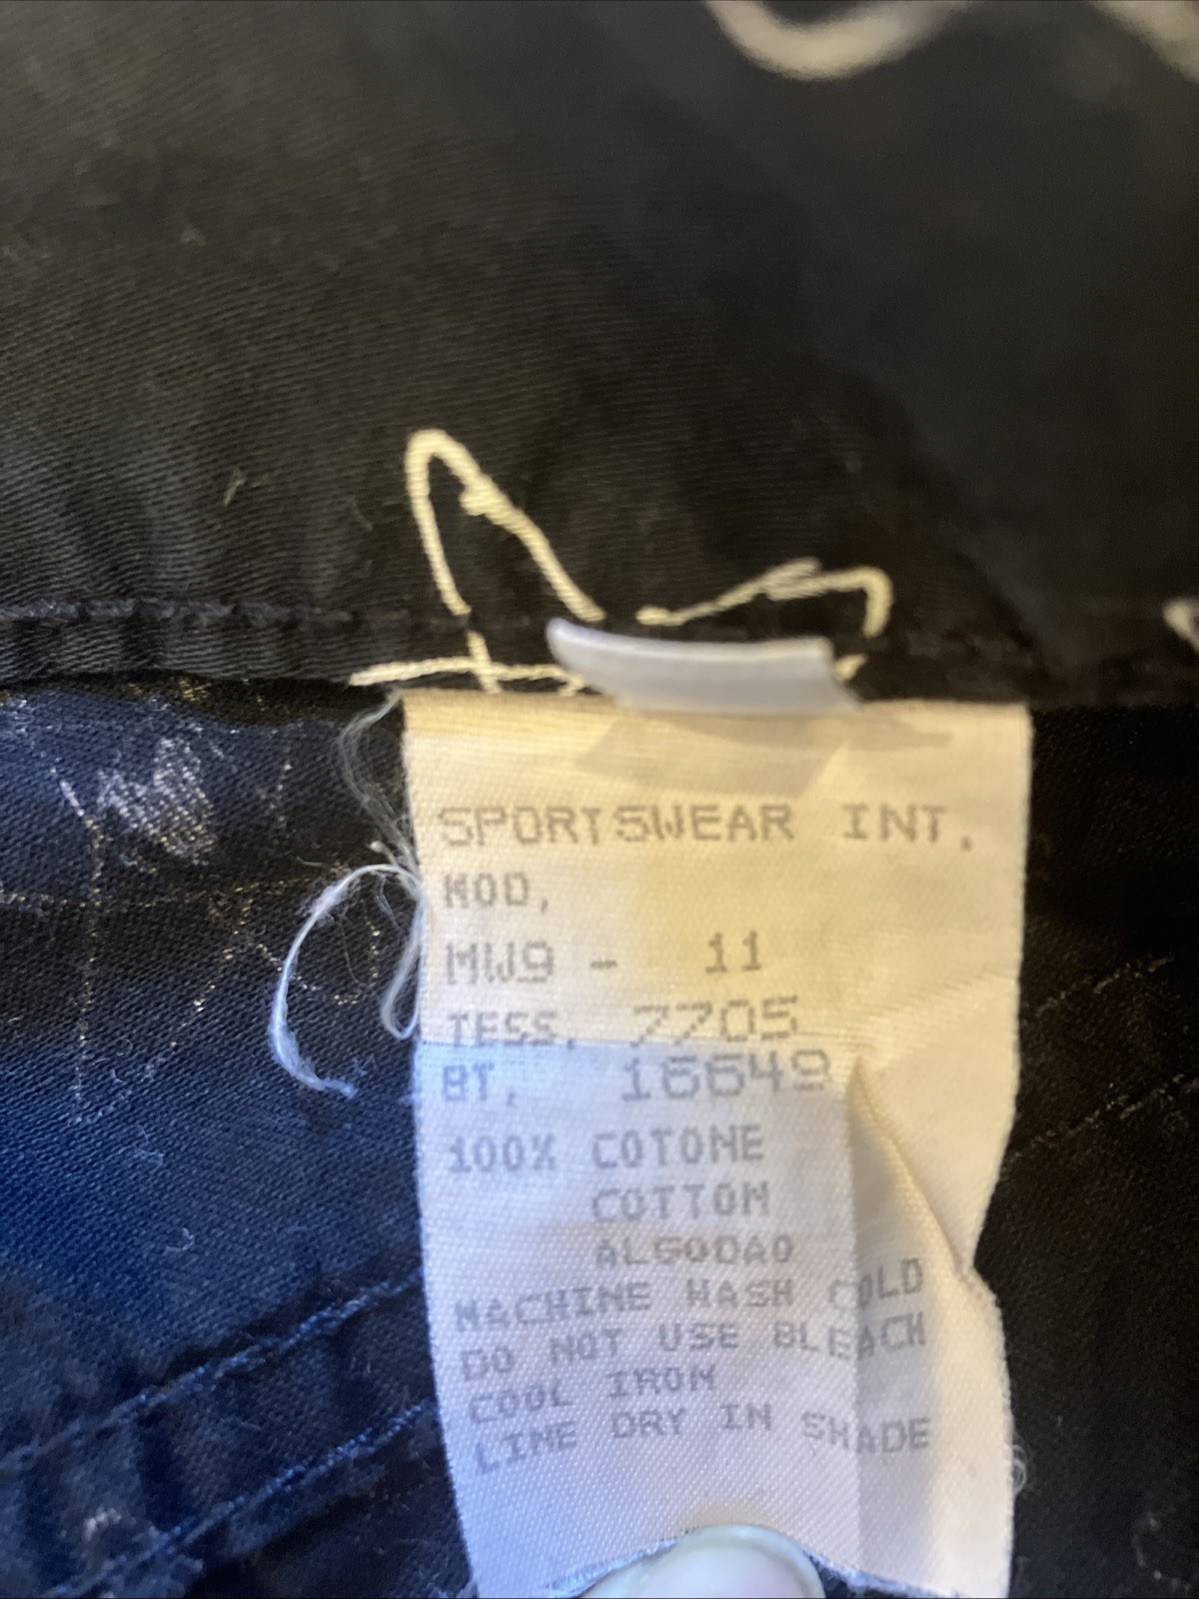 SPORTSWEAR INT.
MOD,
MW9 - 11
TESS. 7705
BT, 16649
100% COTONE
COTTON
ALGODAO
MACHINE WASH COLD
DO NOT USE BLEACH
COOL IRON
LINE DRY IN SHADE